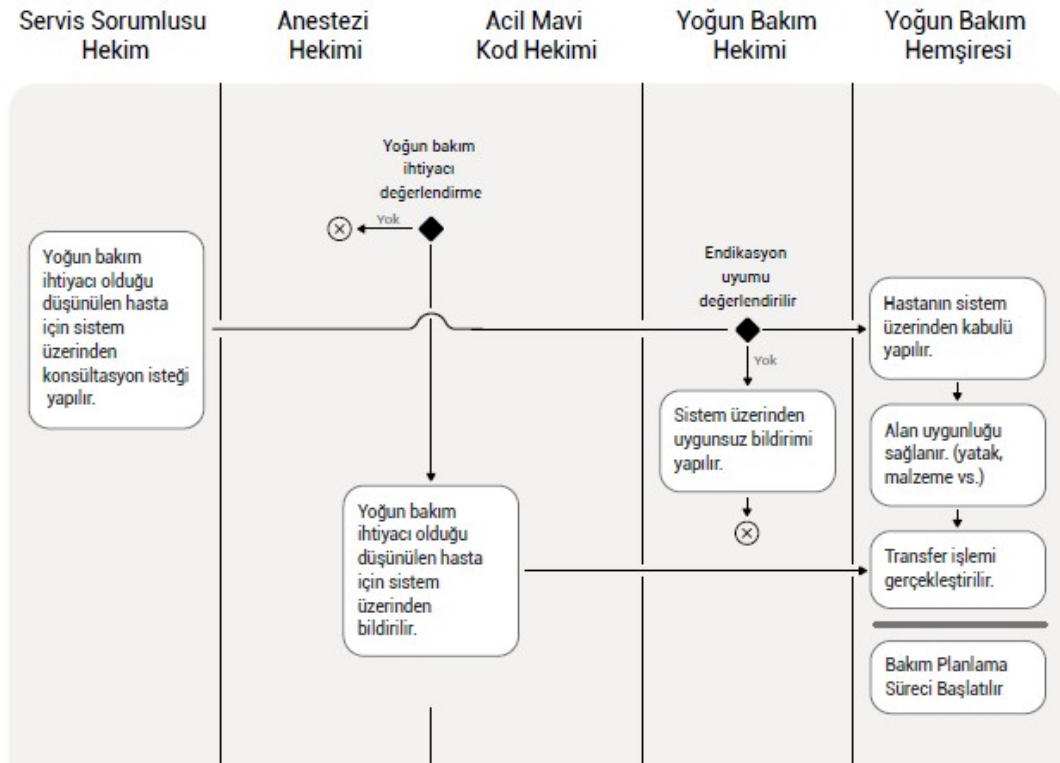 Servis Sorumlusu
Hekim
Anestezi
Hekimi
Acil Mavi
Kod Hekimi
Yoğun Bakım
Hekimi
Yoğun Bakım
Hemşiresi
Yoğun bakım
ihtiyacı
değerlendirme
Yok
Yoğun bakım
ihtiyacı olduğu
düşünülen hasta
için sistem
üzerinden
konsültasyon isteği
yapılır.
Endikasyon
uyumu
değerlendirilir
Yok
Hastanın sistem
üzerinden kabulü
yapılır.
Sistem üzerinden
uygunsuz bildirimi
yapılır.
Alan uygunluğu
sağlanır. (yatak,
malzeme vs.)
Yoğun bakım
ihtiyacı olduğu
düşünülen hasta
için sistem
üzerinden
bildirilir.
Transfer işlemi
gerçekleştirilir.
Bakım Planlama
Süreci Başlatılır